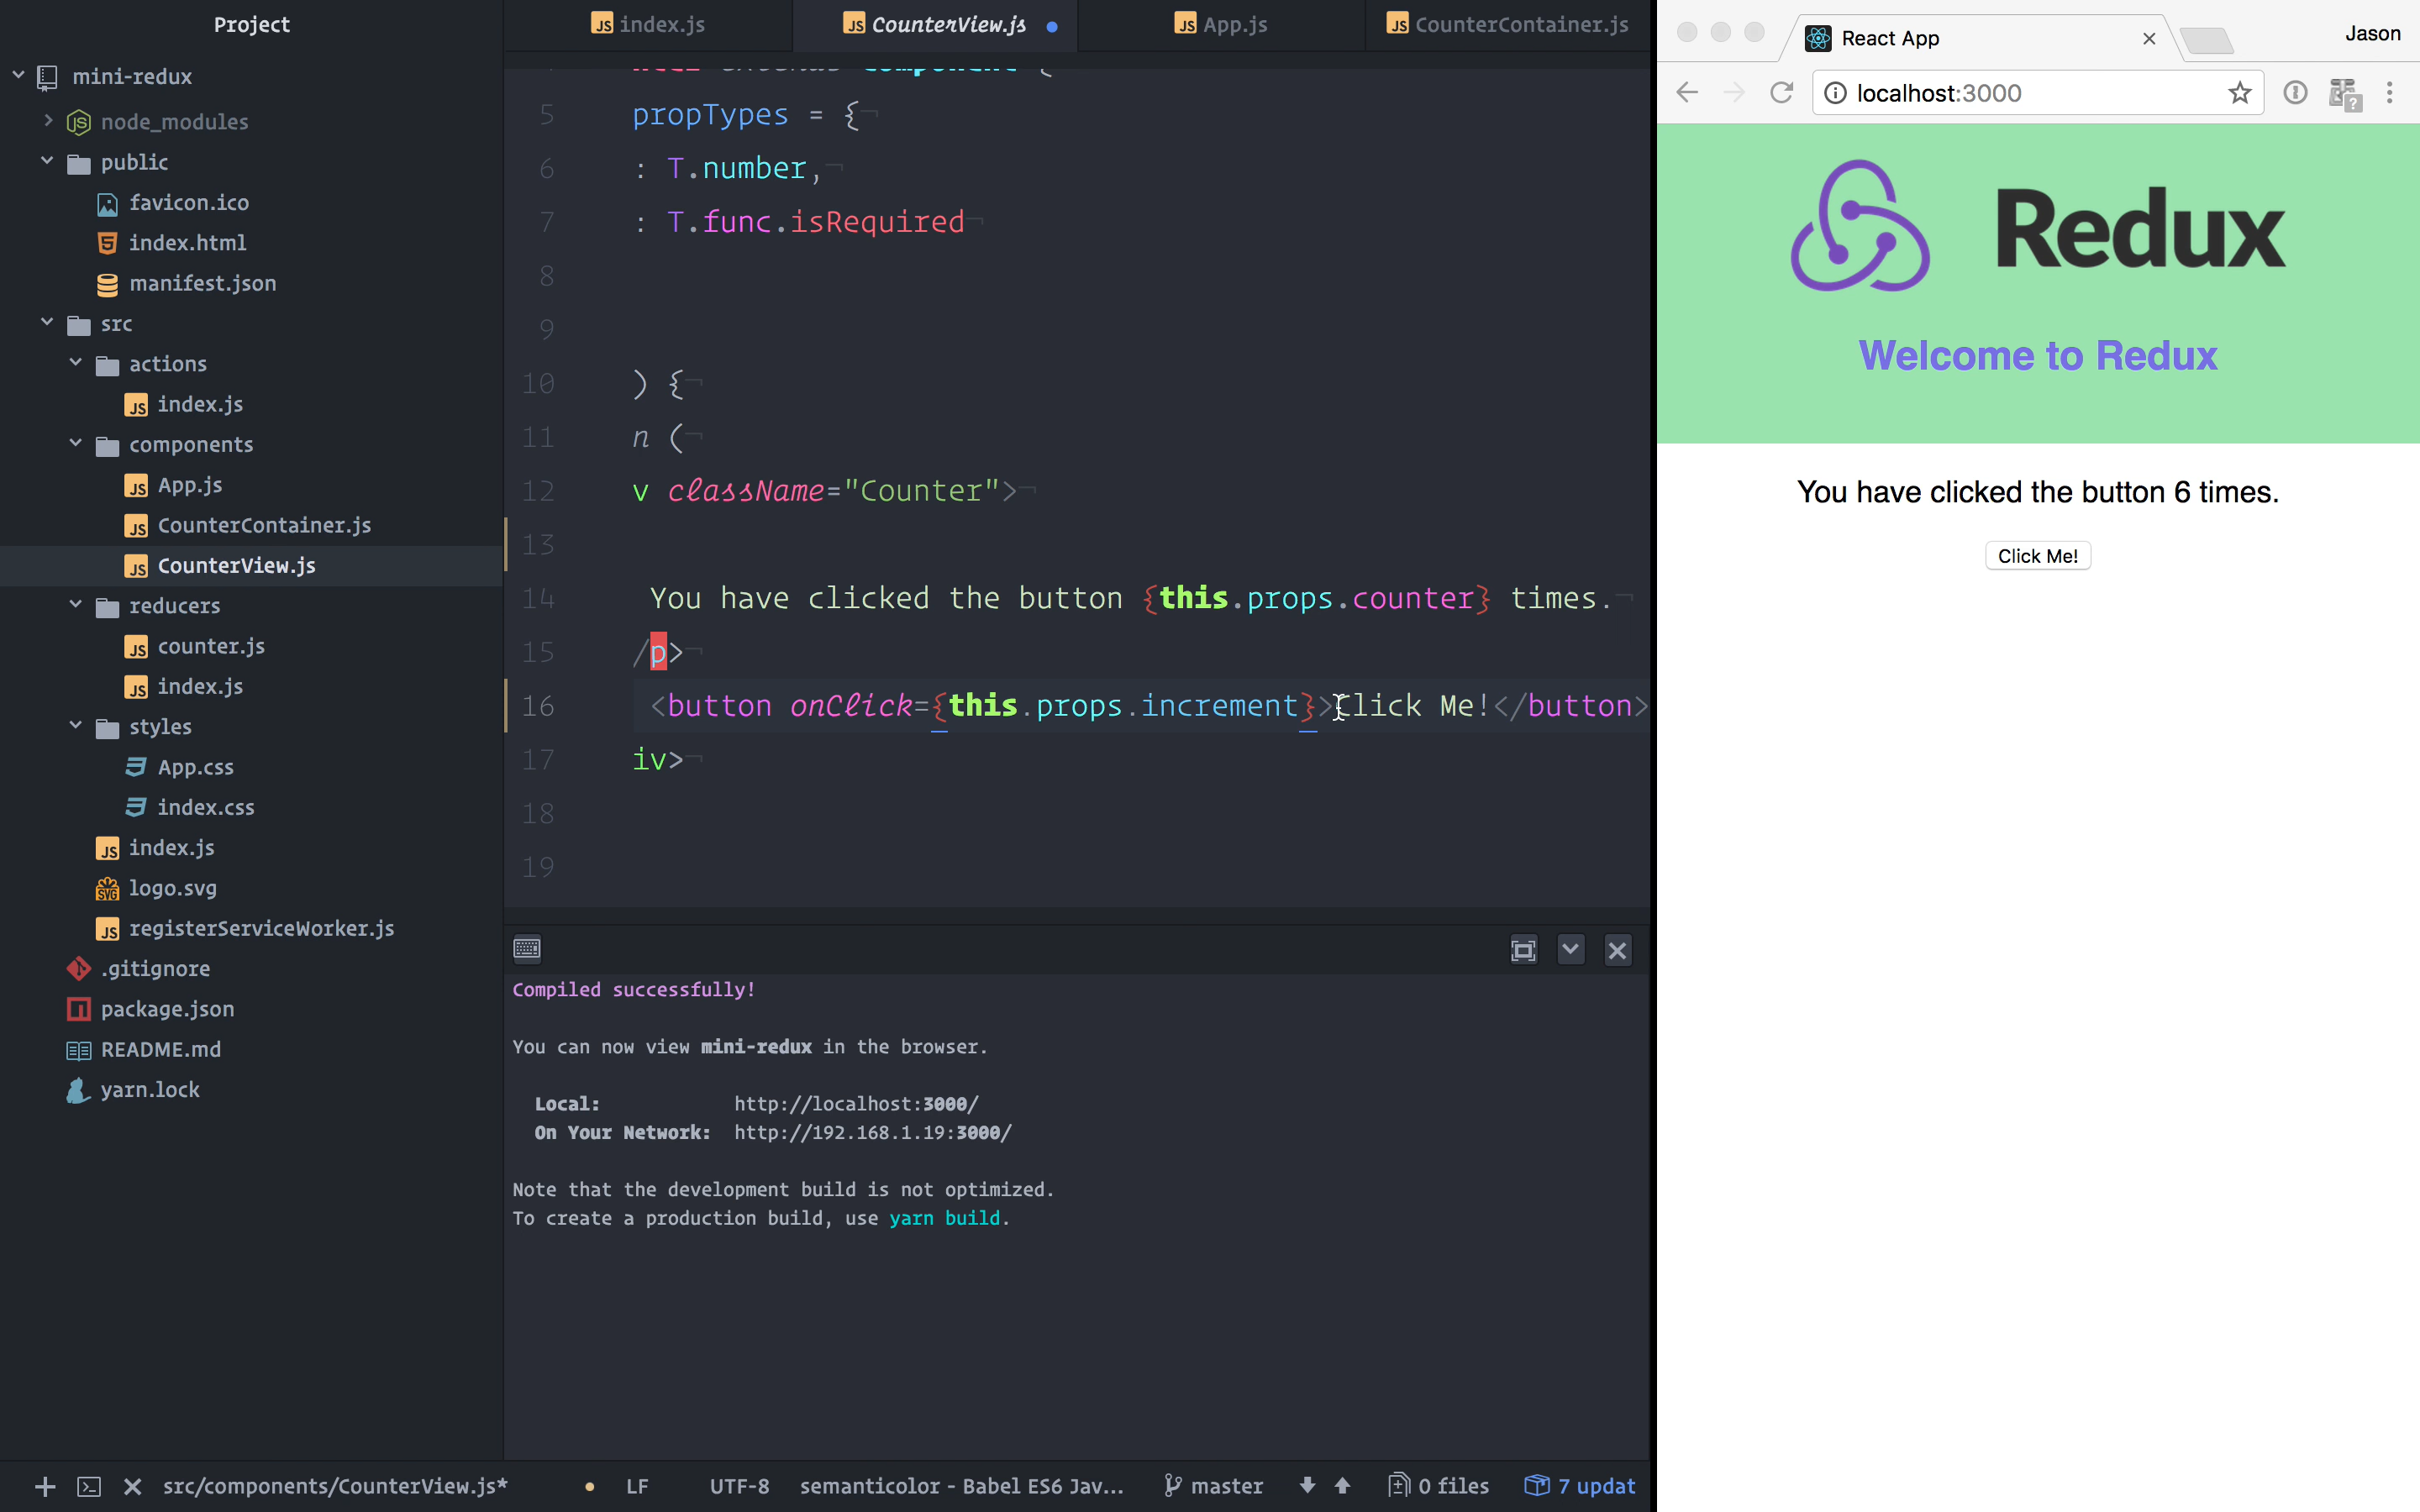 Project
mini-redux
node_modules
public
favicon.ico
index.html
manifest.json
src
actions
index.js
components
App.js
CounterContainer.js
CounterView.js
reducers
counter.js
index.js
styles
App.css
index.css
index.js
logo.svg
registerServiceWorker.js
.gitignore
package.json
README.md
yarn.lock
index.js
CounterView.js
App.js
CounterContainer.js
5 propTypes = {
6 : T.number,
7 : T.func.isRequired
8
9
10 ) {
11 n (
12 v className="Counter">
13
14 You have clicked the button {this.props.counter} times.
15 /p>
16 <button onClick={this.props.increment}>Click Me!</button>
17 iv>
18
19
Compiled successfully!
You can now view mini-redux in the browser.
Local: http://localhost:3000/
On Your Network: http://192.168.1.19:3000/
Note that the development build is not optimized.
To create a production build, use yarn build.
src/components/CounterView.js*
LF
UTF-8
semanticolor - Babel ES6 Jav...
master
0 files
7 updat
React App
Jason
localhost:3000
Redux
Welcome to Redux
You have clicked the button 6 times.
Click Me!